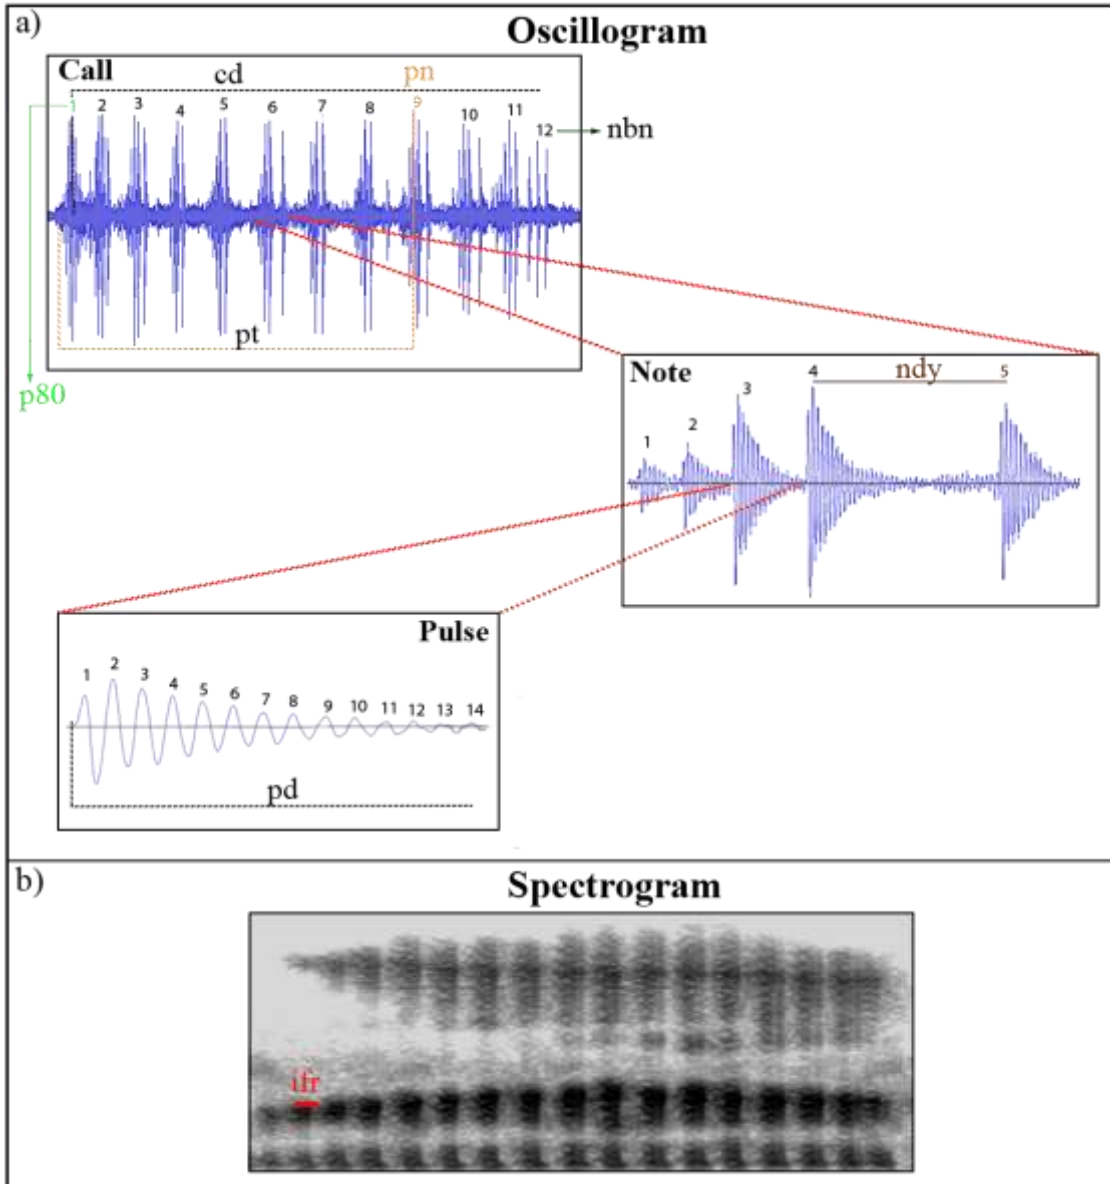 a)
Oscillogram
Call
cd
pn
1 2 3 4 5 6 7 8 9 10 11 12
nbn
pt
p80
Note
ndy
1 2 3 4 5
Pulse
1 2 3 4 5 6 7 8 9 10 11 12 13 14
pd
b)
Spectrogram
ifr